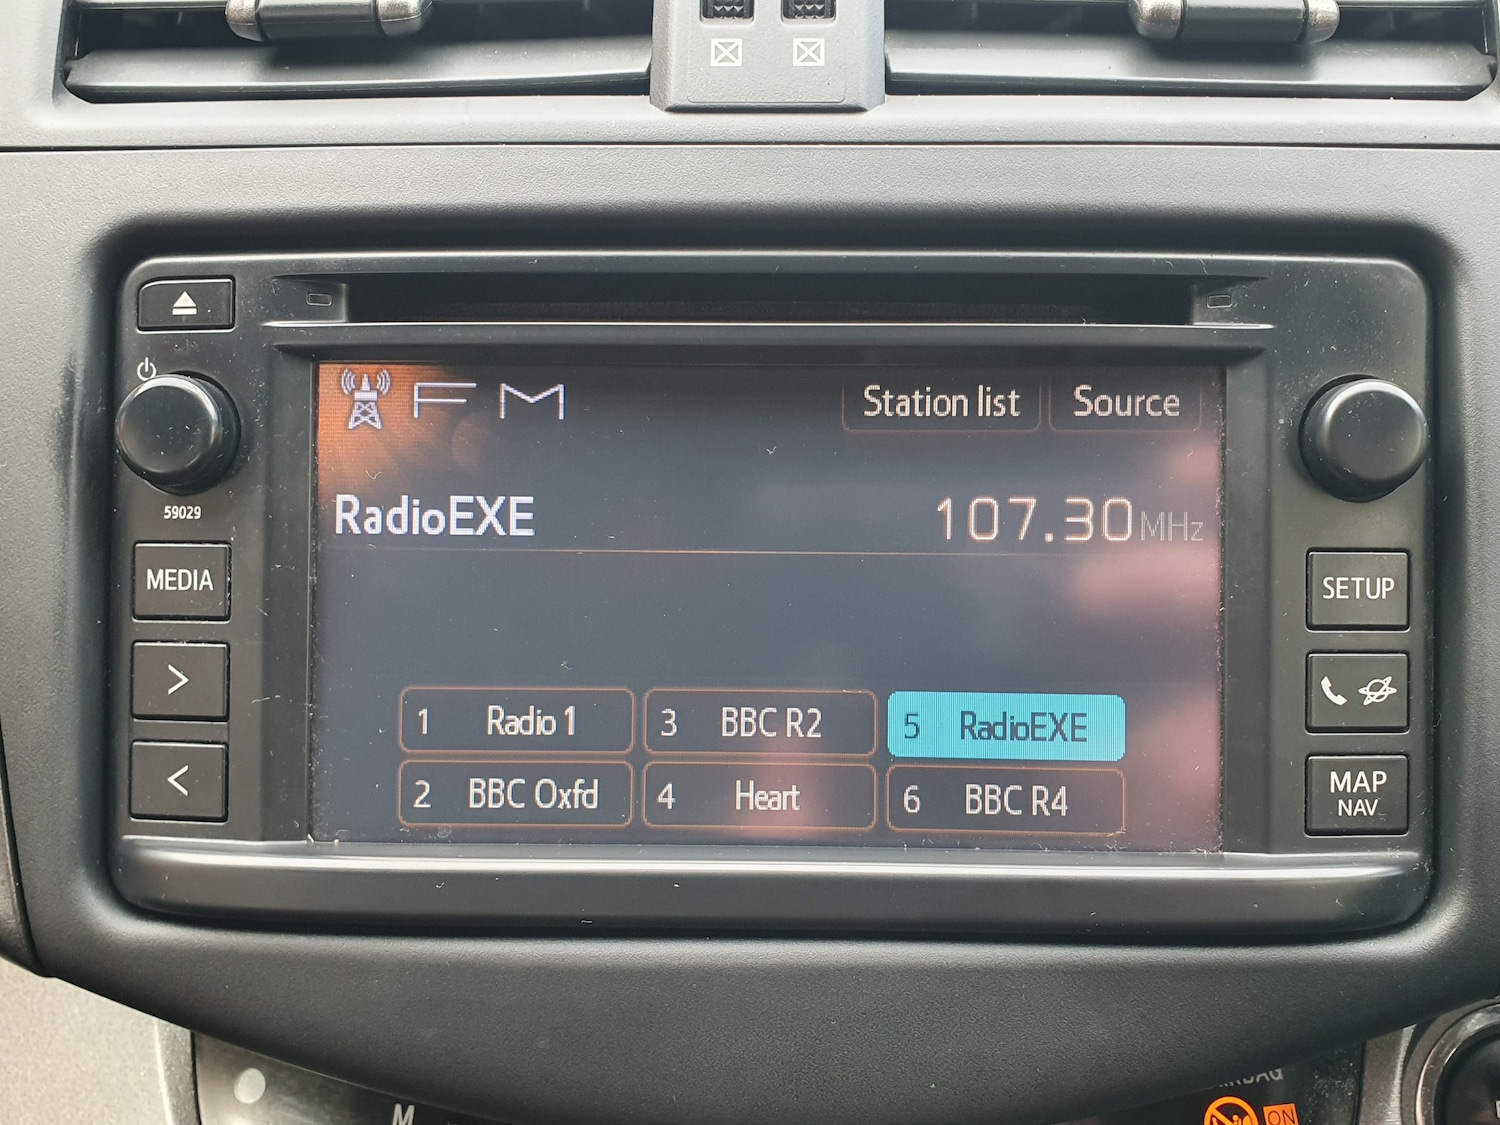 FM
Station list
Source
RadioEXE
107.30MHz
59029
MEDIA
SETUP
1 Radio 1
3 BBC R2
5 RadioEXE
2 BBC Oxfd
4 Heart
6 BBC R4
MAP
NAV
M
ON